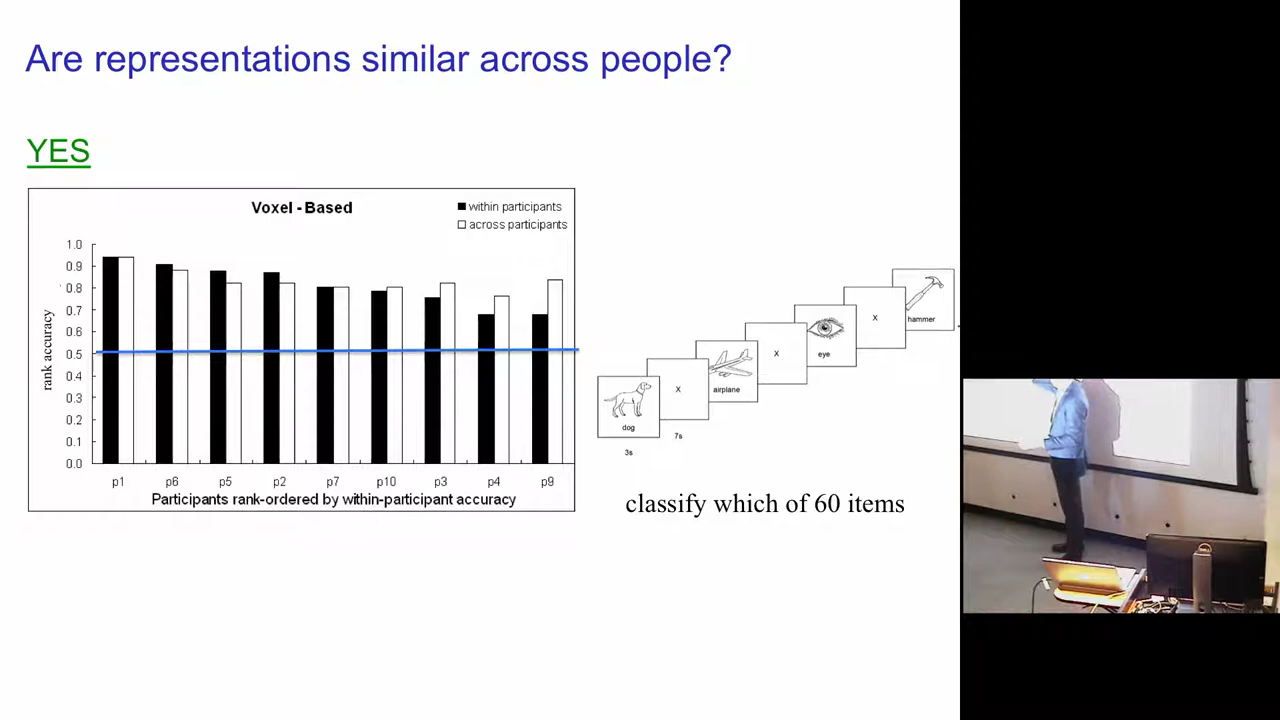 Are representations similar across people?
YES
Voxel - Based
within participants
across participants
1.0
0.9
0.8
0.7
0.6
0.5
0.4
0.3
0.2
0.1
0.0
rank accuracy
p1 p6 p5 p2 p7 p10 p3 p4 p9
Participants rank-ordered by within-participant accuracy
dog
3s
X
7s
airplane
X
eye
X
hammer
classify which of 60 items